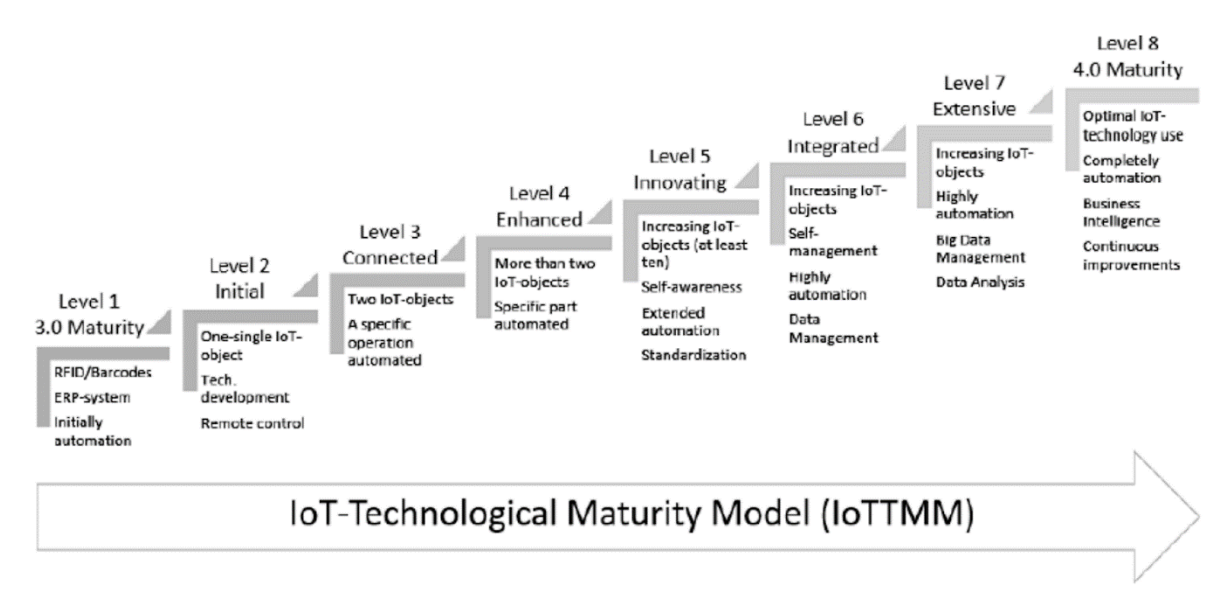 Level 1
3.0 Maturity
RFID/Barcodes
ERP-system
Initially
automation
Level 2
Initial
One-single IoT-
object
Tech.
development
Remote control
Level 3
Connected
Two IoT-objects
A specific
operation
automated
Level 4
Enhanced
More than two
IoT-objects
Specific part
automated
Level 5
Innovating
Increasing IoT-
objects (at least
ten)
Self-awareness
Extended
automation
Standardization
Level 6
Integrated
Increasing IoT-
objects
Self-
management
Highly
automation
Data
Management
Level 7
Extensive
Increasing IoT-
objects
Highly
automation
Big Data
Management
Data Analysis
Level 8
4.0 Maturity
Optimal IoT-
technology use
Completely
automation
Business
Intelligence
Continuous
improvements
IoT-Technological Maturity Model (IoTTMM)